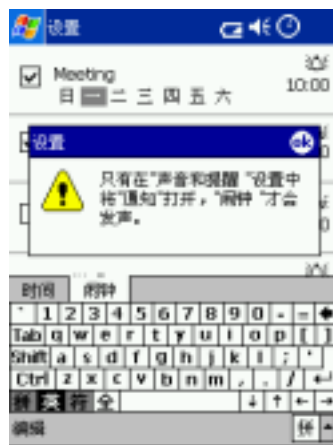 设置
Meeting
10:00
日 一 二 三 四 五 六
设置 ok
只有在"声音和提醒 "设置中
将"通知"打开，"闹钟 "才会
发声。
时间 闹钟
` 1 2 3 4 5 6 7 8 9 0 - =
Tab q w e r t y u i o p [ ]
Shift a s d f g h j k l ; '
Ctrl z x c v b n m , . /
拼 英 符 全
编辑 拼